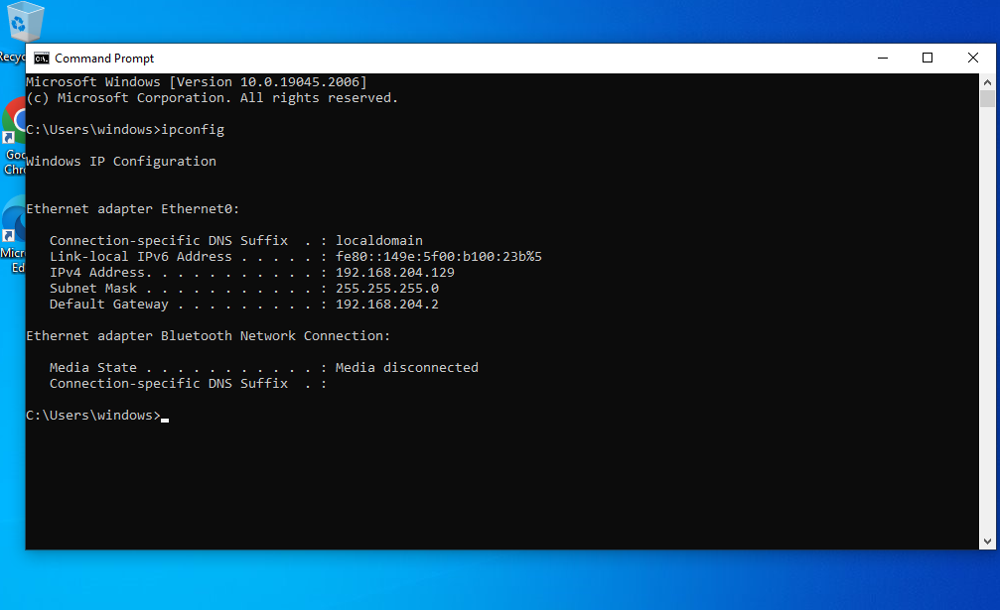 Recyc
Command Prompt
Microsoft Windows [Version 10.0.19045.2006]
(c) Microsoft Corporation. All rights reserved.
C:\Users\windows>ipconfig
Goo
Chro
Windows IP Configuration
Ethernet adapter Ethernet0:
Connection-specific DNS Suffix  . : localdomain
Micro
Link-local IPv6 Address . . . . . : fe80::149e:5f00:b100:23b%5
Ed
IPv4 Address. . . . . . . . . . . : 192.168.204.129
Subnet Mask . . . . . . . . . . . : 255.255.255.0
Default Gateway . . . . . . . . . : 192.168.204.2
Ethernet adapter Bluetooth Network Connection:
Media State . . . . . . . . . . . : Media disconnected
Connection-specific DNS Suffix  . :
C:\Users\windows>